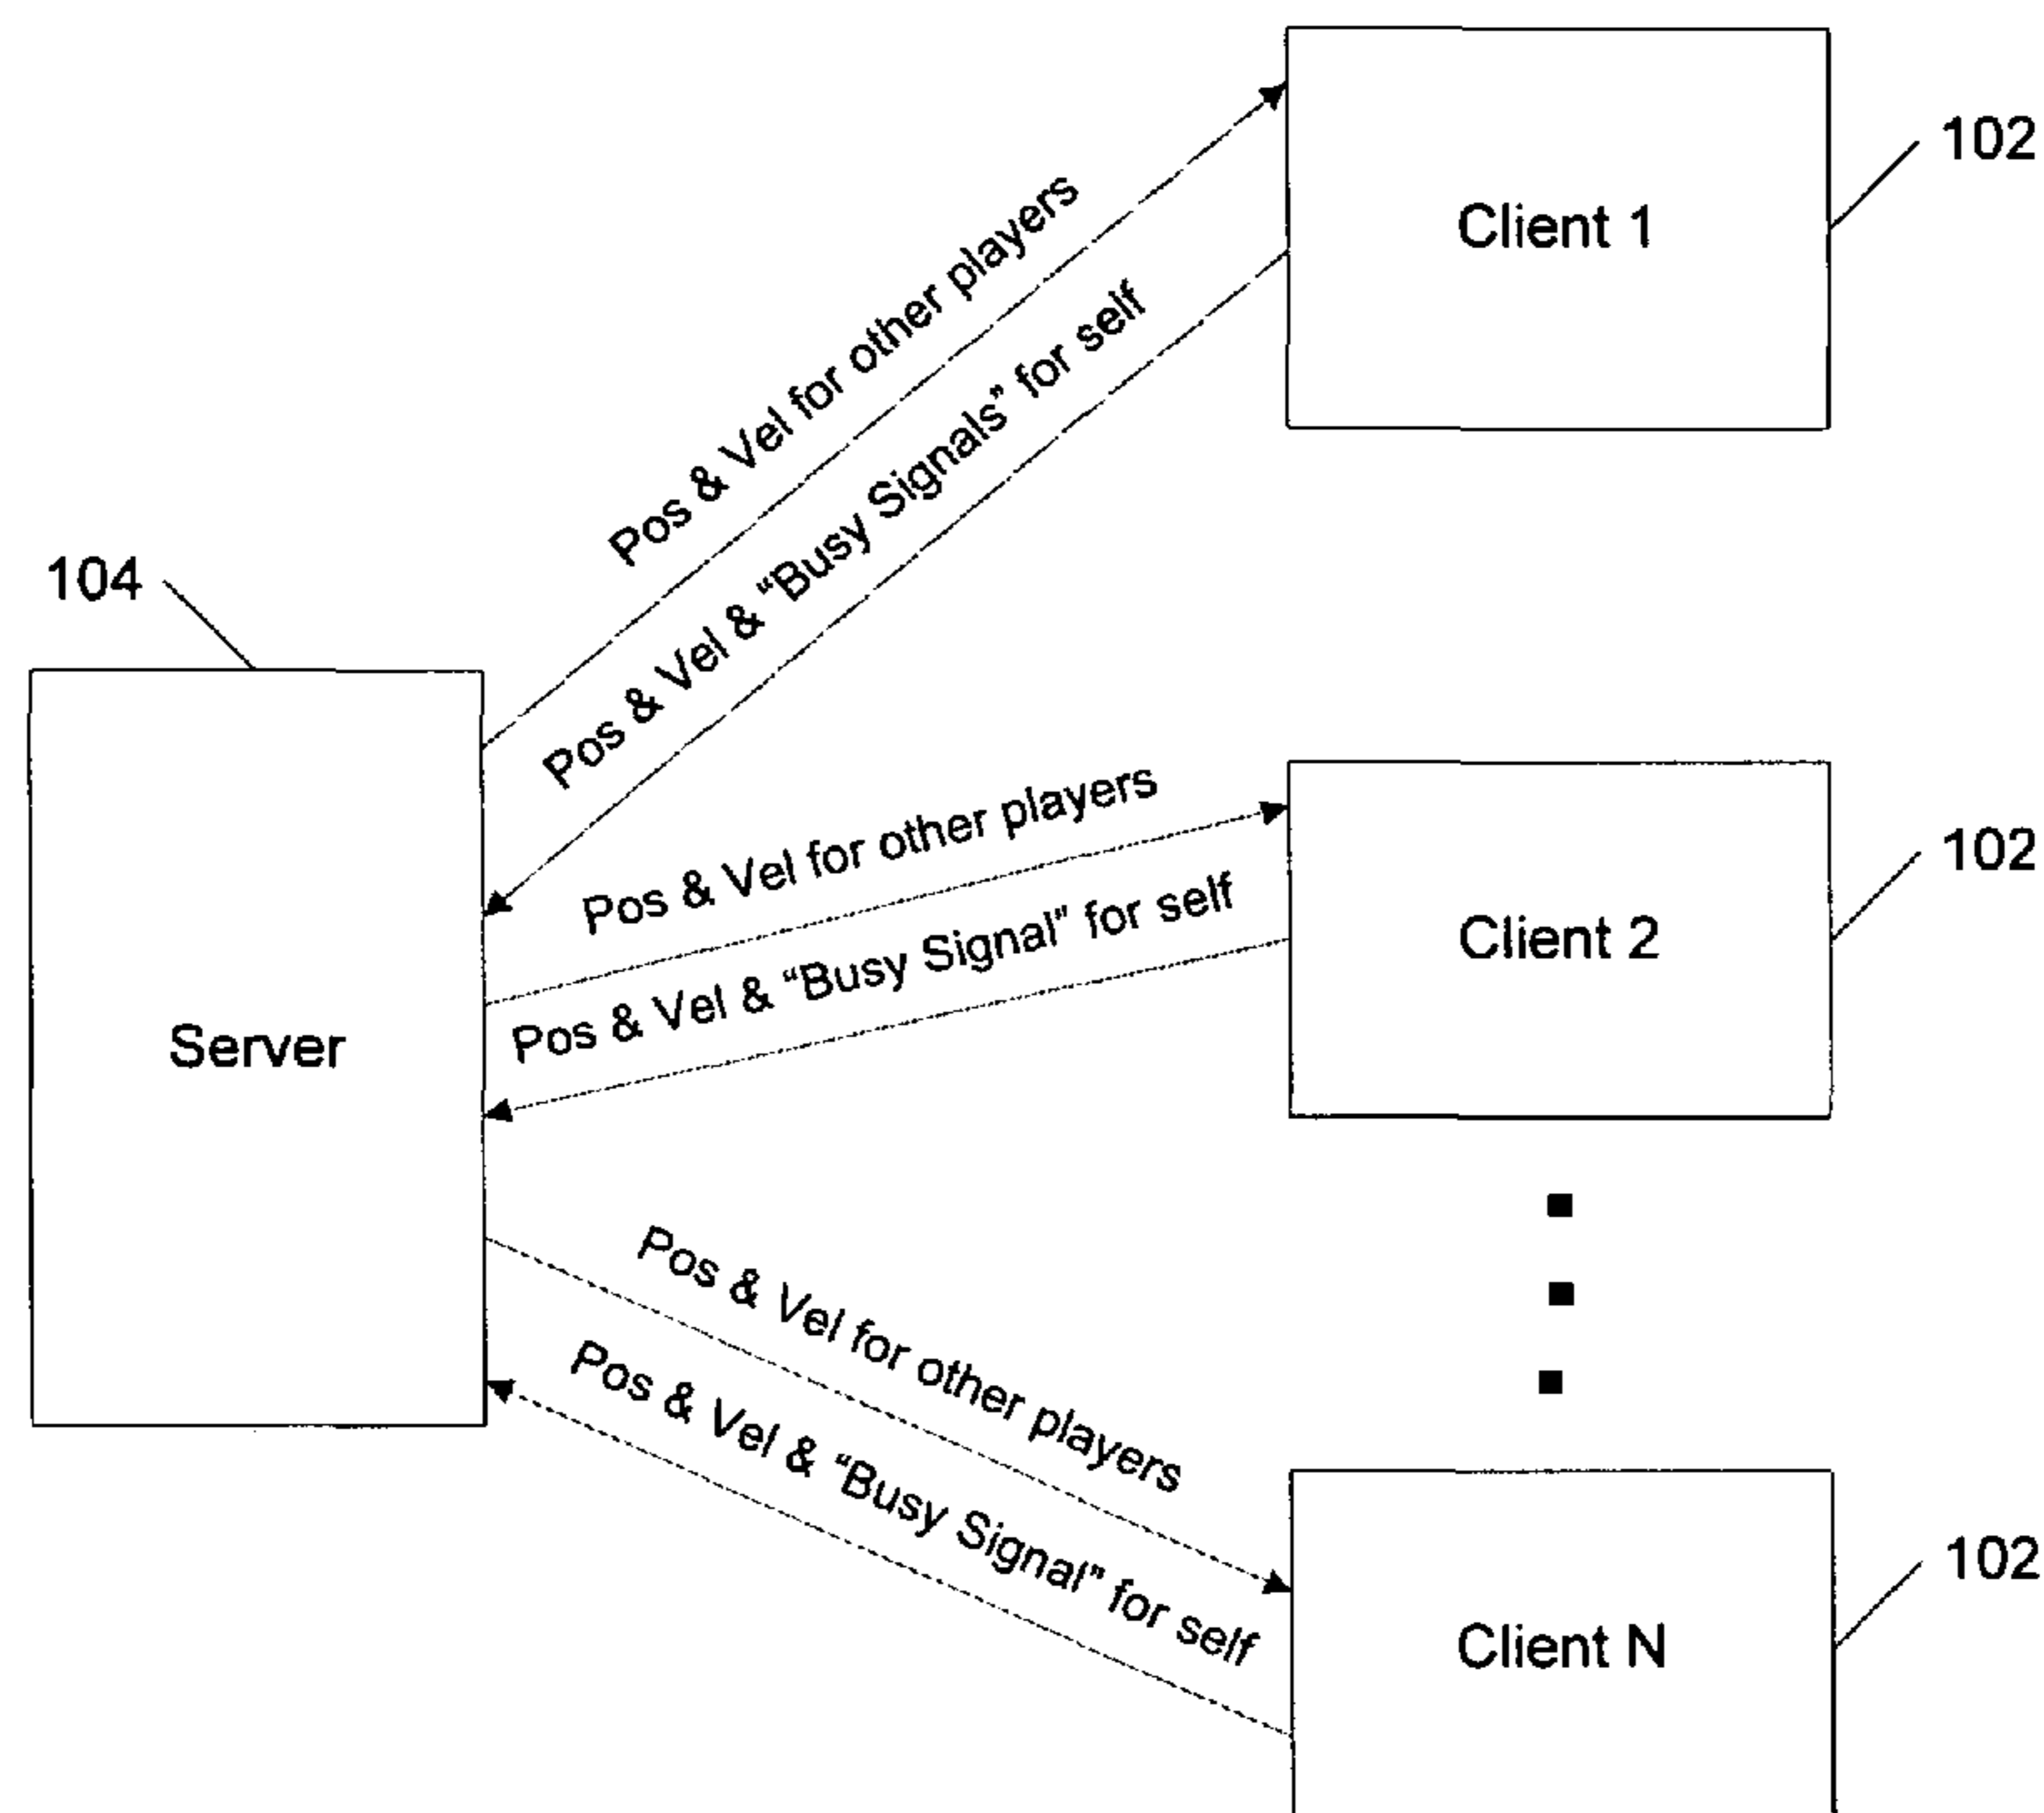 102
Client 1
Pos & Vel for other players
Pos & Vel & “Busy Signals” for self
104
Server
102
Client 2
Pos & Vel for other players
Pos & Vel & “Busy Signal” for self
Pos & Vel for other players
Pos & Vel & “Busy Signal” for self
102
Client N